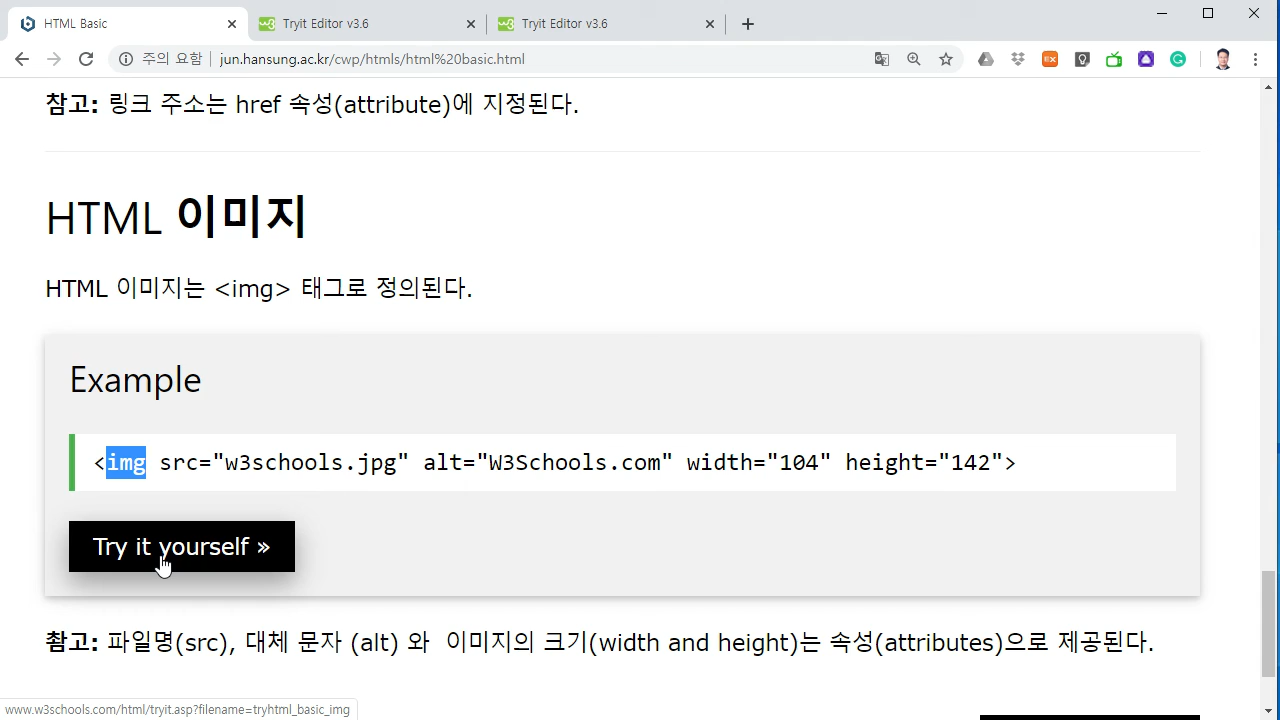 HTML Basic
Tryit Editor v3.6
Tryit Editor v3.6
주의 요함 | jun.hansung.ac.kr/owp/htmls/html%20basic.html
참고: 링크 주소는 href 속성(attribute)에 지정된다.
HTML 이미지
HTML 이미지는 <img> 태그로 정의된다.
Example
<img src="w3schools.jpg" alt="W3Schools.com" width="104" height="142">
Try it yourself »
참고: 파일명(src), 대체 문자 (alt) 와 이미지의 크기(width and height)는 속성(attributes)으로 제공된다.
www.w3schools.com/html/tryit.asp?filename=tryhtml_basic_img